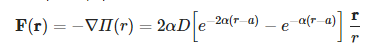 F(r) = −∇Π(r) = 2αD[e^{−2α(r−a)} − e^{−α(r−a)}] r/r